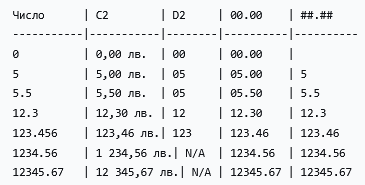 Число | C2 | D2 | 00.00 | ##.##
-----------|----------|--------|----------|----------
0 | 0,00 лв. | 00 | 00.00 |
5 | 5,00 лв. | 05 | 05.00 | 5
5.5 | 5,50 лв. | 05 | 05.50 | 5.5
12.3 | 12,30 лв. | 12 | 12.30 | 12.3
123.456 | 123,46 лв.| 123 | 123.46 | 123.46
1234.56 | 1 234,56 лв.| N/A | 1234.56 | 1234.56
12345.67 | 12 345,67 лв.| N/A | 12345.67 | 12345.67